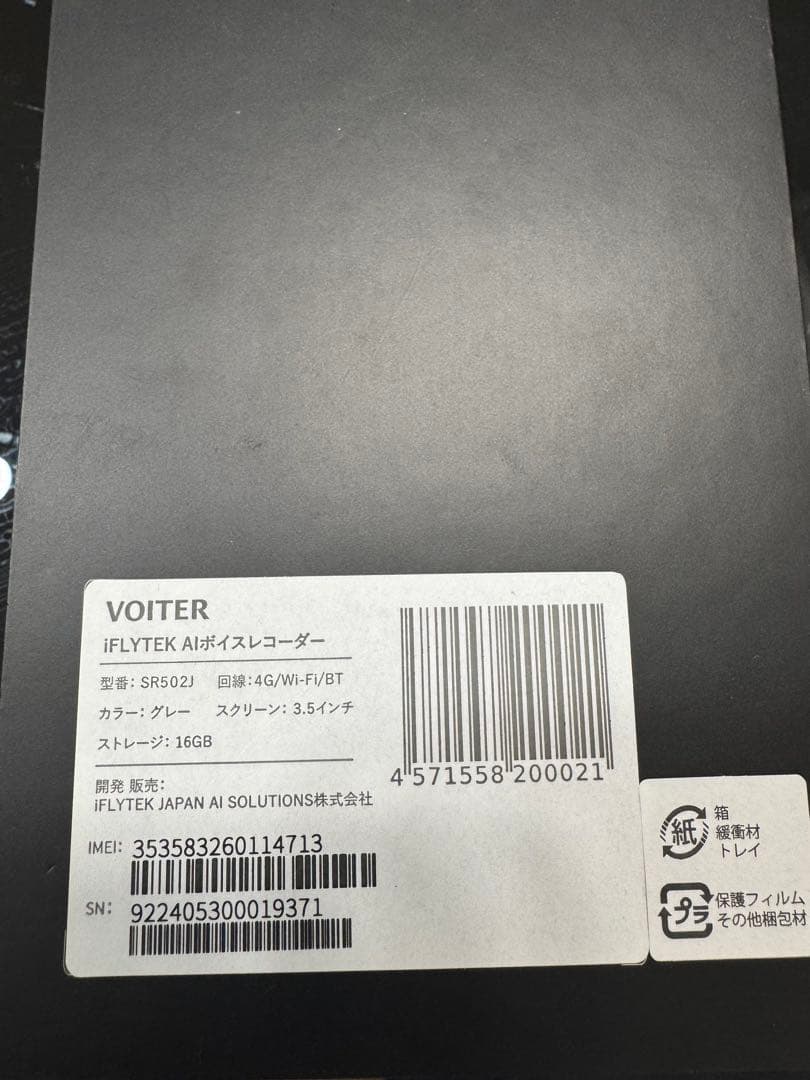 VOITER
iFLYTEK AIボイスレコーダー
型番: SR502J 回線:4G/Wi-Fi/BT
カラー: グレー スクリーン: 3.5インチ
ストレージ: 16GB
開発 販売:
iFLYTEK JAPAN AI SOLUTIONS株式会社
IMEI: 353583260114713
SN: 922405300019371
4 571558 200021
紙
箱
緩衝材
トレイ
プラ
保護フィルム
その他梱包材